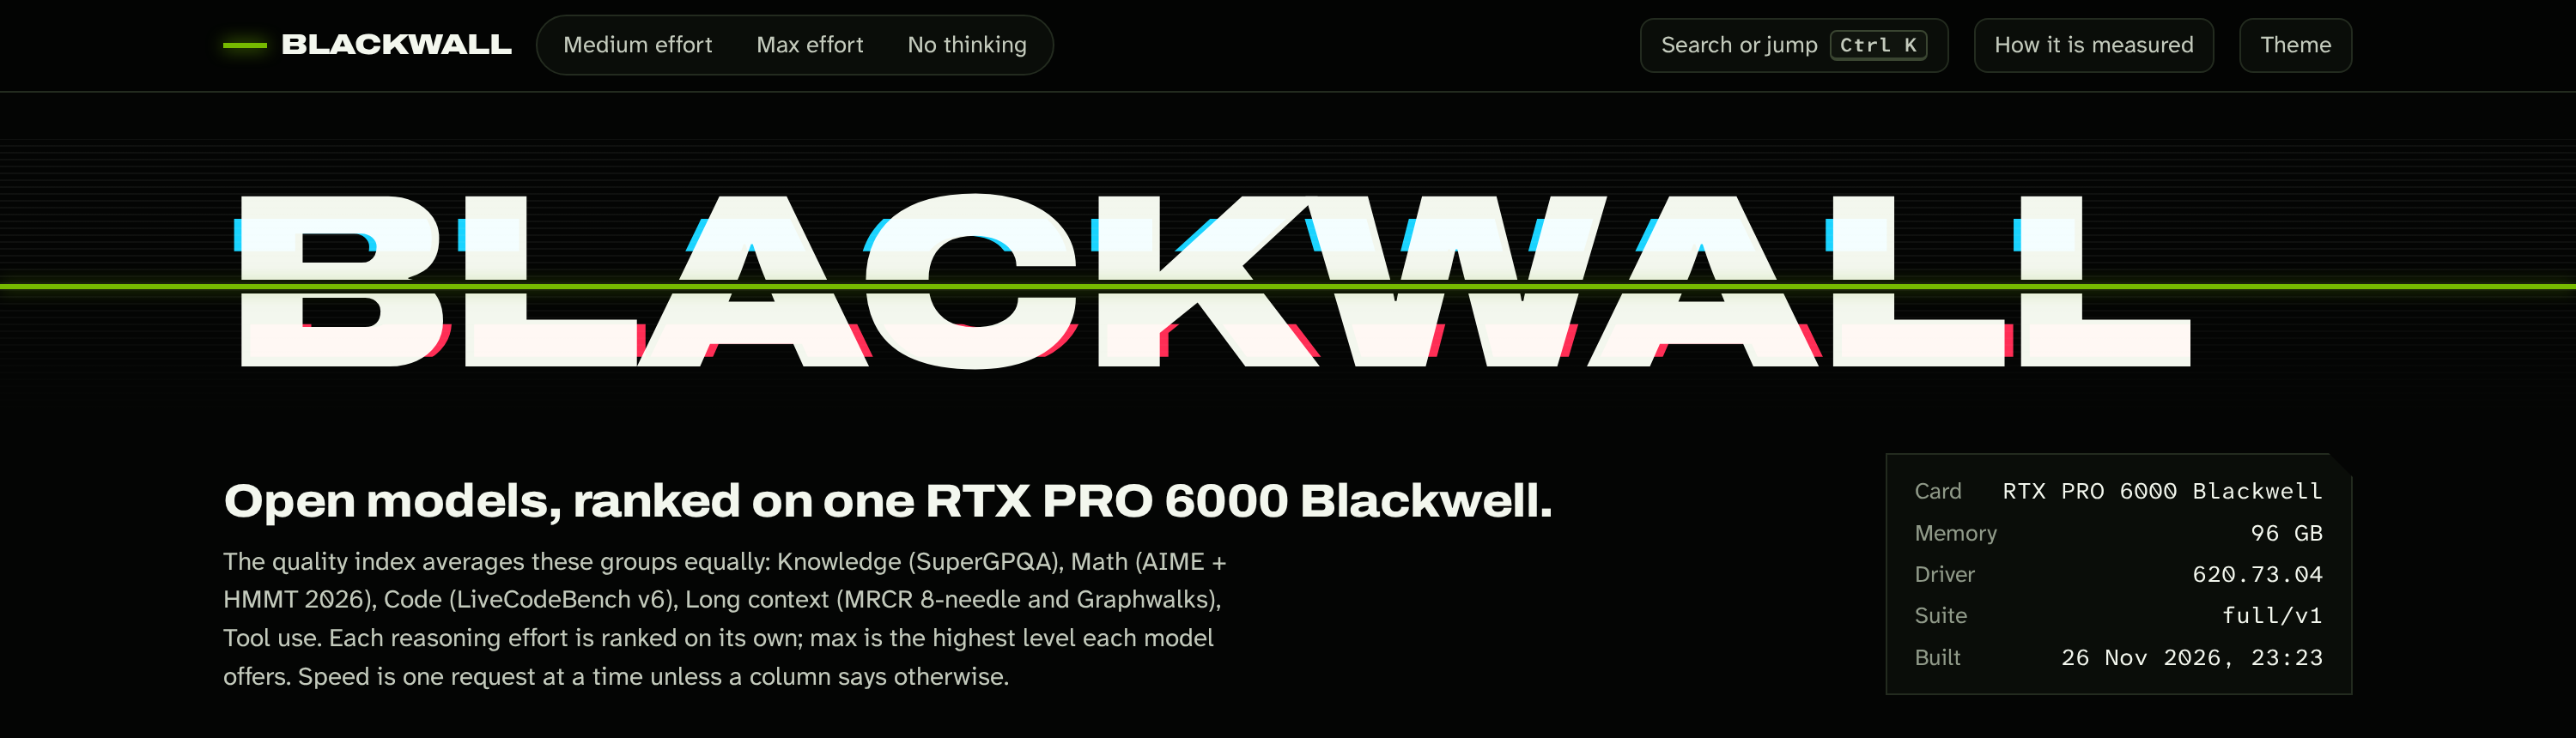 BLACKWALL
Medium effort
Max effort
No thinking
Search or jump Ctrl K
How it is measured
Theme
BLACKWALL
Open models, ranked on one RTX PRO 6000 Blackwell.
The quality index averages these groups equally: Knowledge (SuperGPQA), Math (AIME +
HMMT 2026), Code (LiveCodeBench v6), Long context (MRCR 8-needle and Graphwalks),
Tool use. Each reasoning effort is ranked on its own; max is the highest level each model
offers. Speed is one request at a time unless a column says otherwise.
Card RTX PRO 6000 Blackwell
Memory 96 GB
Driver 620.73.04
Suite full/v1
Built 26 Nov 2026, 23:23